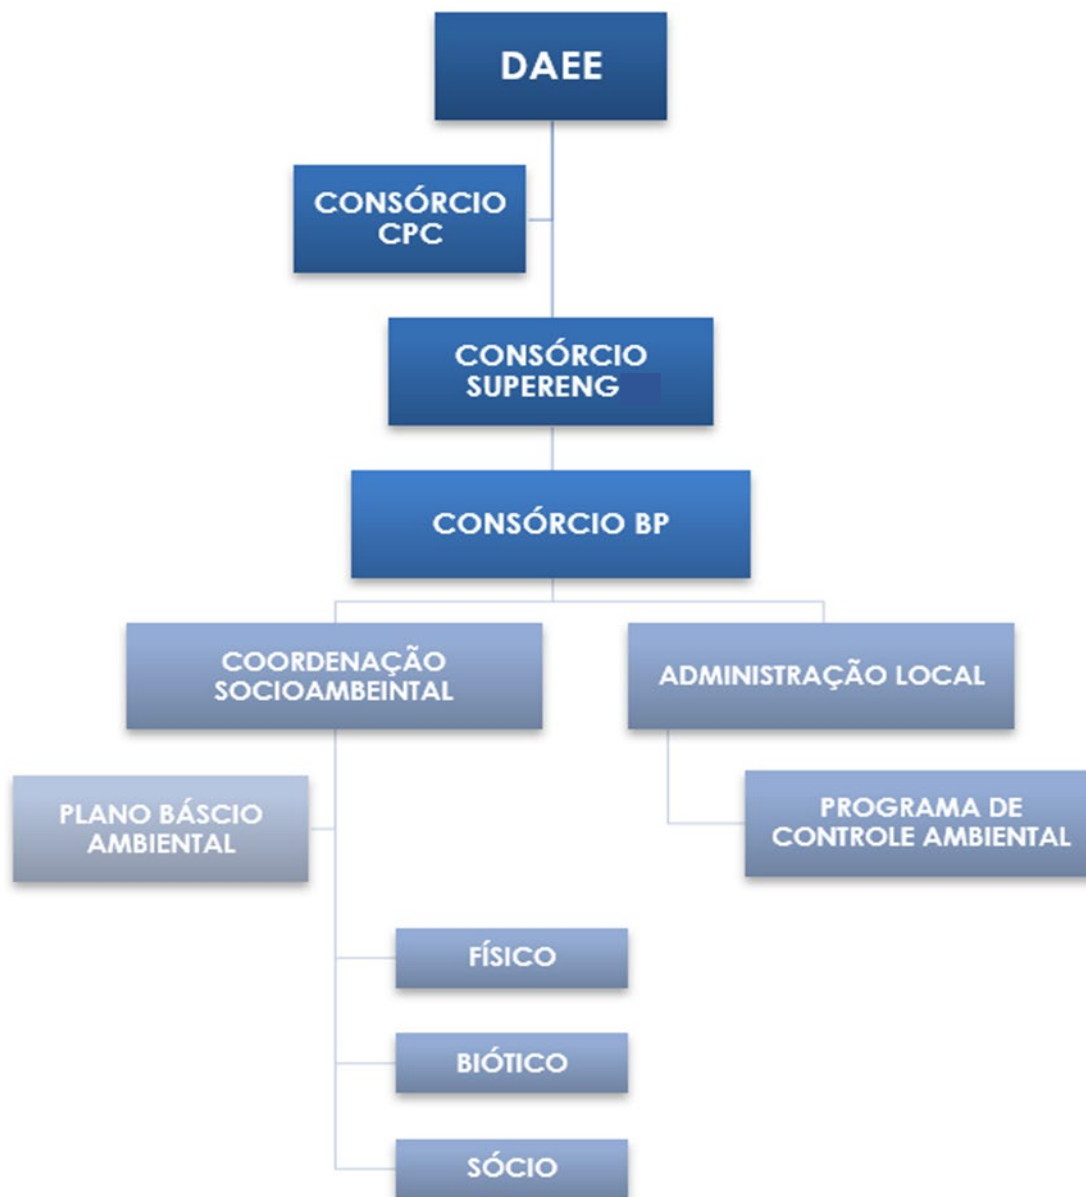 DAEE
CONSÓRCIO
CPC
CONSÓRCIO
SUPERENG
CONSÓRCIO BP
COORDENAÇÃO
SOCIOAMBEINTAL
ADMINISTRAÇÃO LOCAL
PLANO BÁSCIO
AMBIENTAL
PROGRAMA DE
CONTROLE AMBIENTAL
FÍSICO
BIÓTICO
SÓCIO